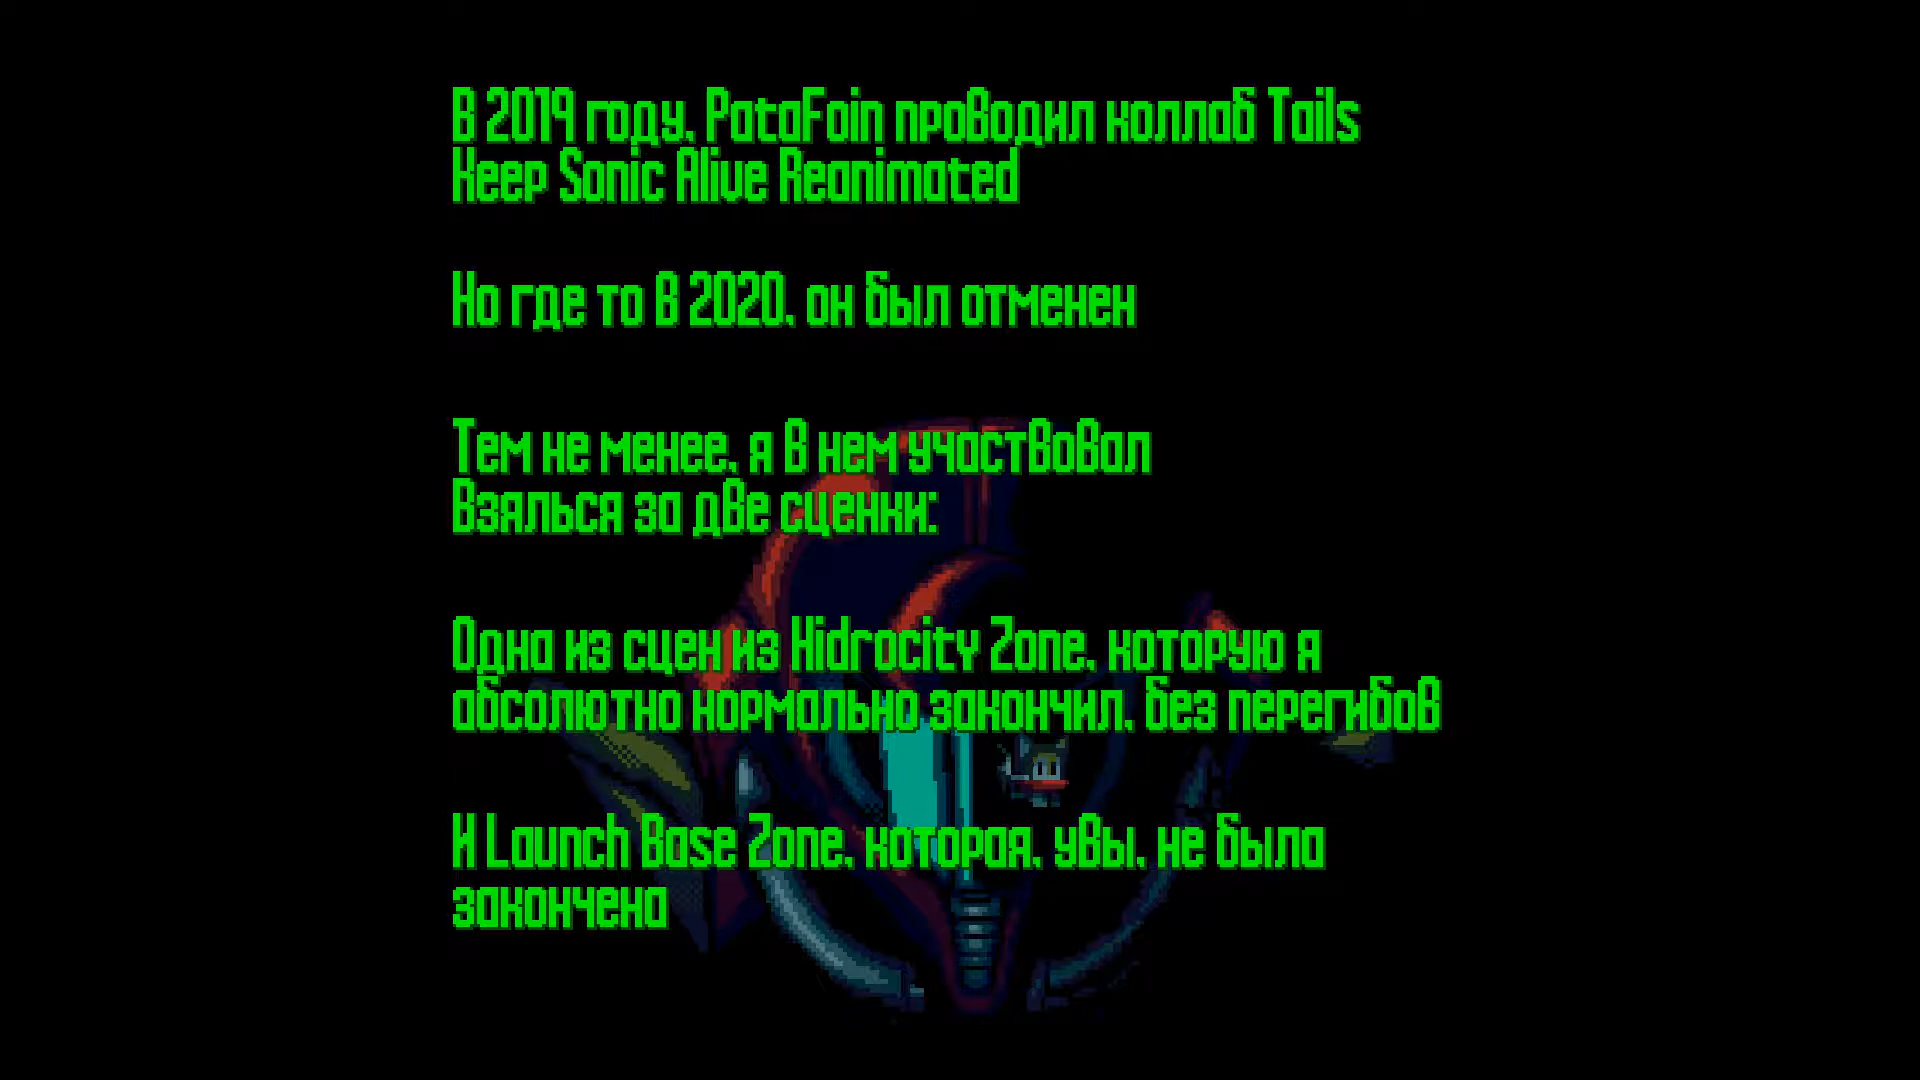 В 2019 году, PataFoin проводил коллаб Tails
Keep Sonic Alive Reanimated
Но где то в 2020, он был отменен
Тем не менее, я в нем участвовал
Взялься за две сценки:
Одна из сцен из Hidrocity Zone, которую я
абсолютно нормально закончил, без перегибов
И Launch Base Zone, которая, увы, не была
закончена